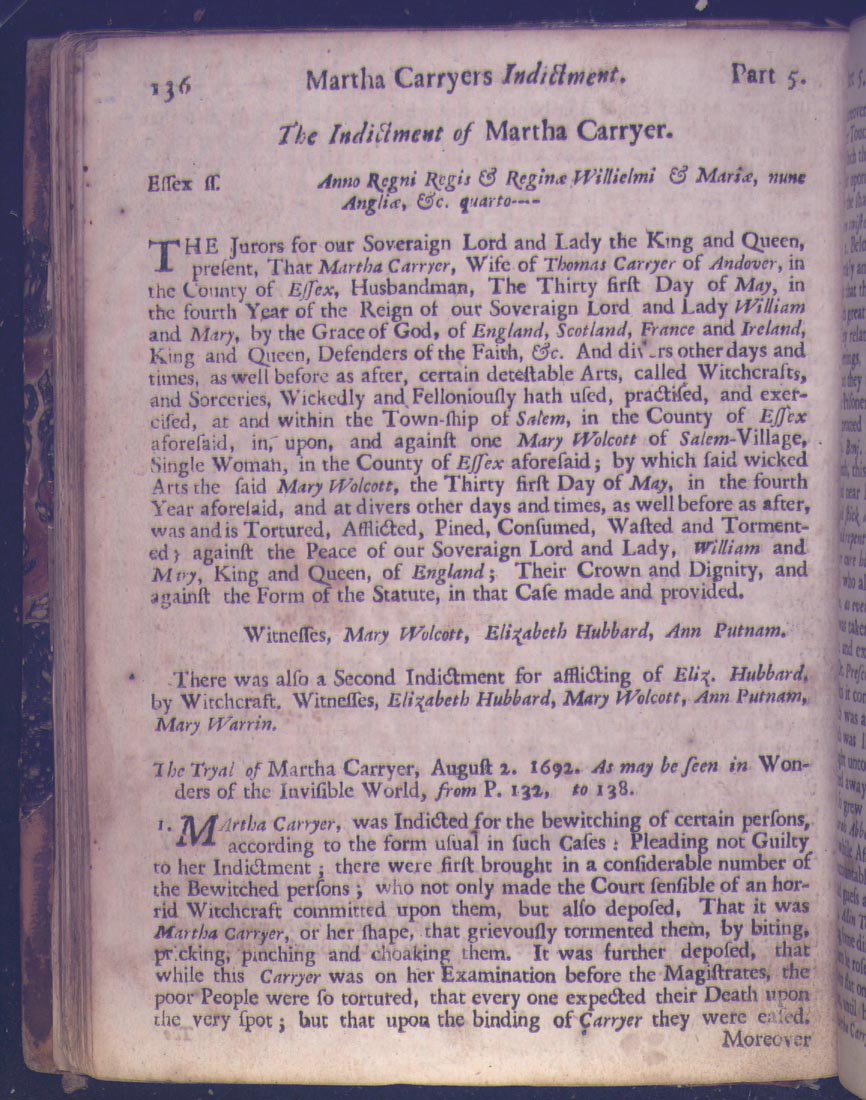 136 Martha Carryers Indictment. Part 5.
The Indictment of Martha Carryer.
Essex ss. Anno Regni Regis & Reginæ Willielmi & Mariæ, nunc
Angliæ, &c. quarto----
THE Jurors for our Soveraign Lord and Lady the King and Queen,
preſent, That Martha Carryer, Wife of Thomas Carryer of Andover, in
the County of Eſſex, Husbandman, The Thirty firſt Day of May, in
the fourth Year of the Reign of our Soveraign Lord and Lady William
and Mary, by the Grace of God, of England, Scotland, France and Ireland,
King and Queen, Defenders of the Faith, &c. And divers other days and
times, as well before as after, certain deteſtable Arts, called Witchcrafts,
and Sorceries, Wickedly and Felloniouſly hath uſed, practiſed, and exer-
ciſed, at and within the Town-ſhip of Salem, in the County of Eſſex
aforeſaid, in, upon, and againſt one Mary Wolcott of Salem-Village,
Single Woman, in the County of Eſſex aforeſaid; by which ſaid wicked
Arts the ſaid Mary Wolcott, the Thirty firſt Day of May, in the fourth
Year aforeſaid, and at divers other days and times, as well before as after,
was and is Tortured, Afflicted, Pined, Conſumed, Waſted and Torment-
ed; againſt the Peace of our Soveraign Lord and Lady, William and
Mary, King and Queen, of England; Their Crown and Dignity, and
againſt the Form of the Statute, in that Caſe made and provided.
Witneſſes, Mary Wolcott, Elizabeth Hubbard, Ann Putnam.
There was alſo a Second Indictment for afflicting of Eliz. Hubbard,
by Witchcraft. Witneſſes, Elizabeth Hubbard, Mary Wolcott, Ann Putnam,
Mary Warrin.
The Tryal of Martha Carryer, Auguſt 2. 1692. As may be ſeen in Won-
ders of the Inviſible World, from P. 132, to 138.
1. MArtha Carryer, was Indicted for the bewitching of certain perſons,
according to the form uſual in ſuch Caſes: Pleading not Guilty
to her Indictment; there were firſt brought in a conſiderable number of
the Bewitched perſons; who not only made the Court ſenſible of an hor-
rid Witchcraft committed upon them, but alſo depoſed, That it was
Martha Carryer, or her ſhape, that grievouſly tormented them, by biting,
pricking, pinching and choaking them. It was further depoſed, that
while this Carryer was on her Examination before the Magiſtrates, the
poor People were ſo tortured, that every one expected their Death upon
the very ſpot; but that upon the binding of Carryer they were eaſed.
Moreover